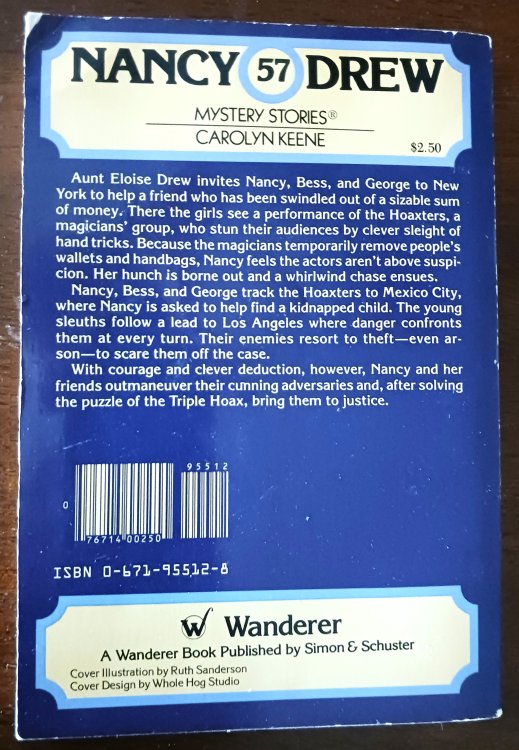 NANCY 57 DREW
MYSTERY STORIES®
CAROLYN KEENE
$2.50
Aunt Eloise Drew invites Nancy, Bess, and George to New
York to help a friend who has been swindled out of a sizable sum
of money. There the girls see a performance of the Hoaxters, a
magicians' group, who stun their audiences by clever sleight of
hand tricks. Because the magicians temporarily remove people's
wallets and handbags, Nancy feels the actors aren't above suspi-
cion. Her hunch is borne out and a whirlwind chase ensues.
Nancy, Bess, and George track the Hoaxters to Mexico City,
where Nancy is asked to help find a kidnapped child. The young
sleuths follow a lead to Los Angeles where danger confronts
them at every turn. Their enemies resort to theft—even ar-
son—to scare them off the case.
With courage and clever deduction, however, Nancy and her
friends outmaneuver their cunning adversaries and, after solving
the puzzle of the Triple Hoax, bring them to justice.
95512
0
76714 00250
ISBN 0-671-95512-8
W Wanderer
A Wanderer Book Published by Simon & Schuster
Cover Illustration by Ruth Sanderson
Cover Design by Whole Hog Studio